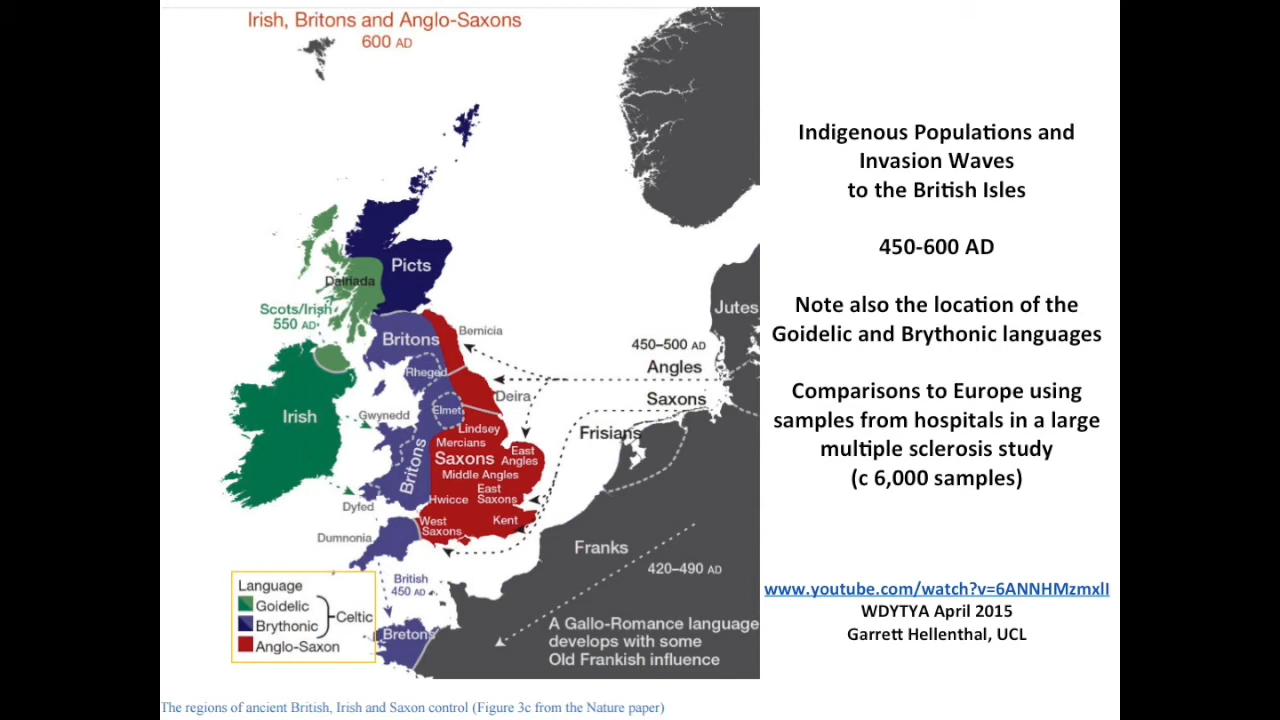 Irish, Britons and Anglo-Saxons
600 AD
Picts
Dalriada
Scots/Irish
550 AD
Britons
Bernicia
Rheged
Jutes
450–500 AD
Angles
Saxons
Deira
Irish
Gwynedd
Elmet
Lindsey
Frisians
Mercians
Saxons
East
Angles
Britons
Middle Angles
East
Saxons
Hwicce
Dyfed
West
Saxons
Kent
Dumnonia
Franks
420–490 AD
British
450 AD
Bretons
A Gallo-Romance language
develops with some
Old Frankish influence
Language
Goidelic
Brythonic
Celtic
Anglo-Saxon
The regions of ancient British, Irish and Saxon control (Figure 3c from the Nature paper)
Indigenous Populations and
Invasion Waves
to the British Isles
450-600 AD
Note also the location of the
Goidelic and Brythonic languages
Comparisons to Europe using
samples from hospitals in a large
multiple sclerosis study
(c 6,000 samples)
www.youtube.com/watch?v=6ANNHMzmxlI
WDYTYA April 2015
Garrett Hellenthal, UCL